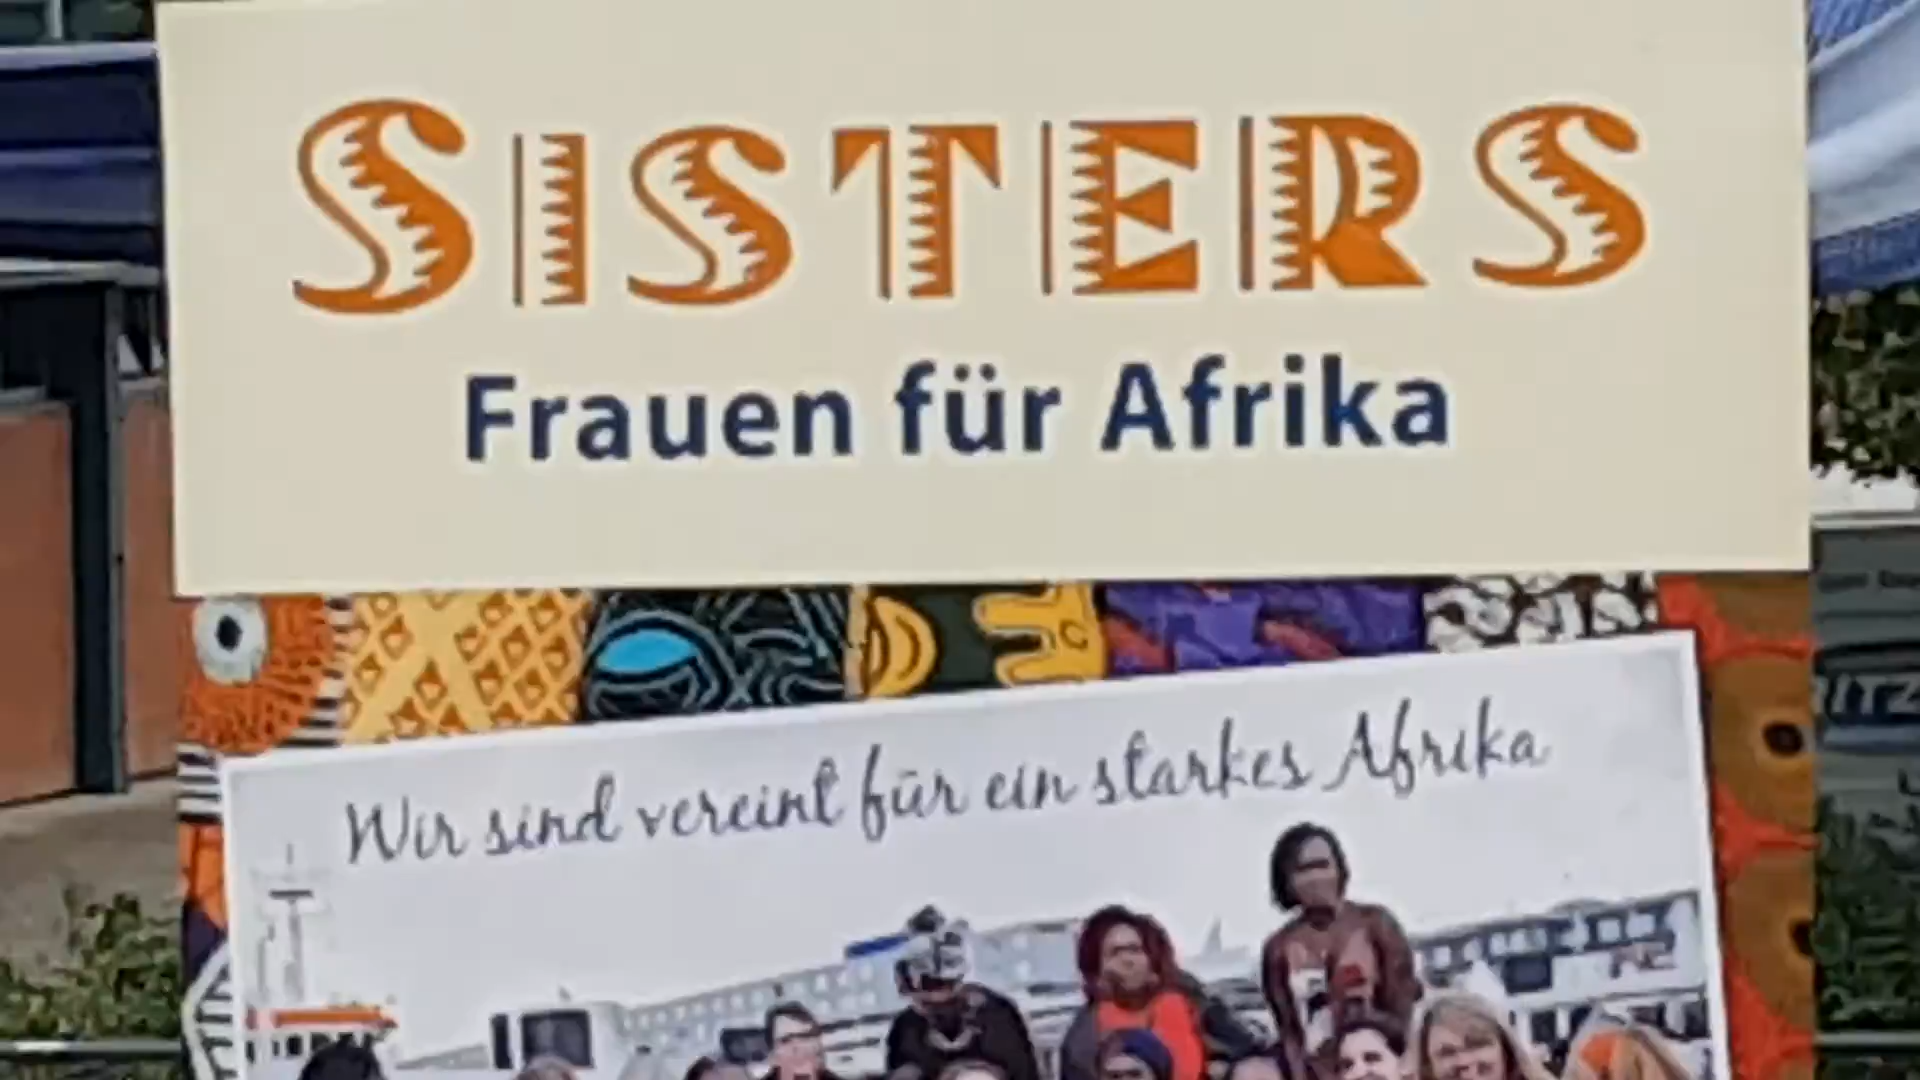 SISTERS
Frauen für Afrika
Wir sind vereint für ein starkes Afrika